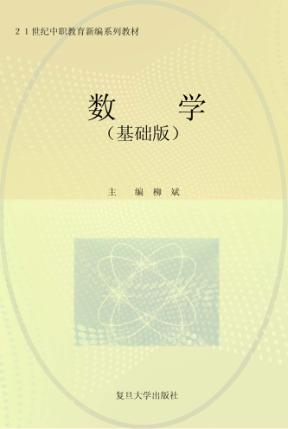 21世纪中职教育新编系列教材
数 学
(基础版)
主 编 柳 斌
复旦大学出版社